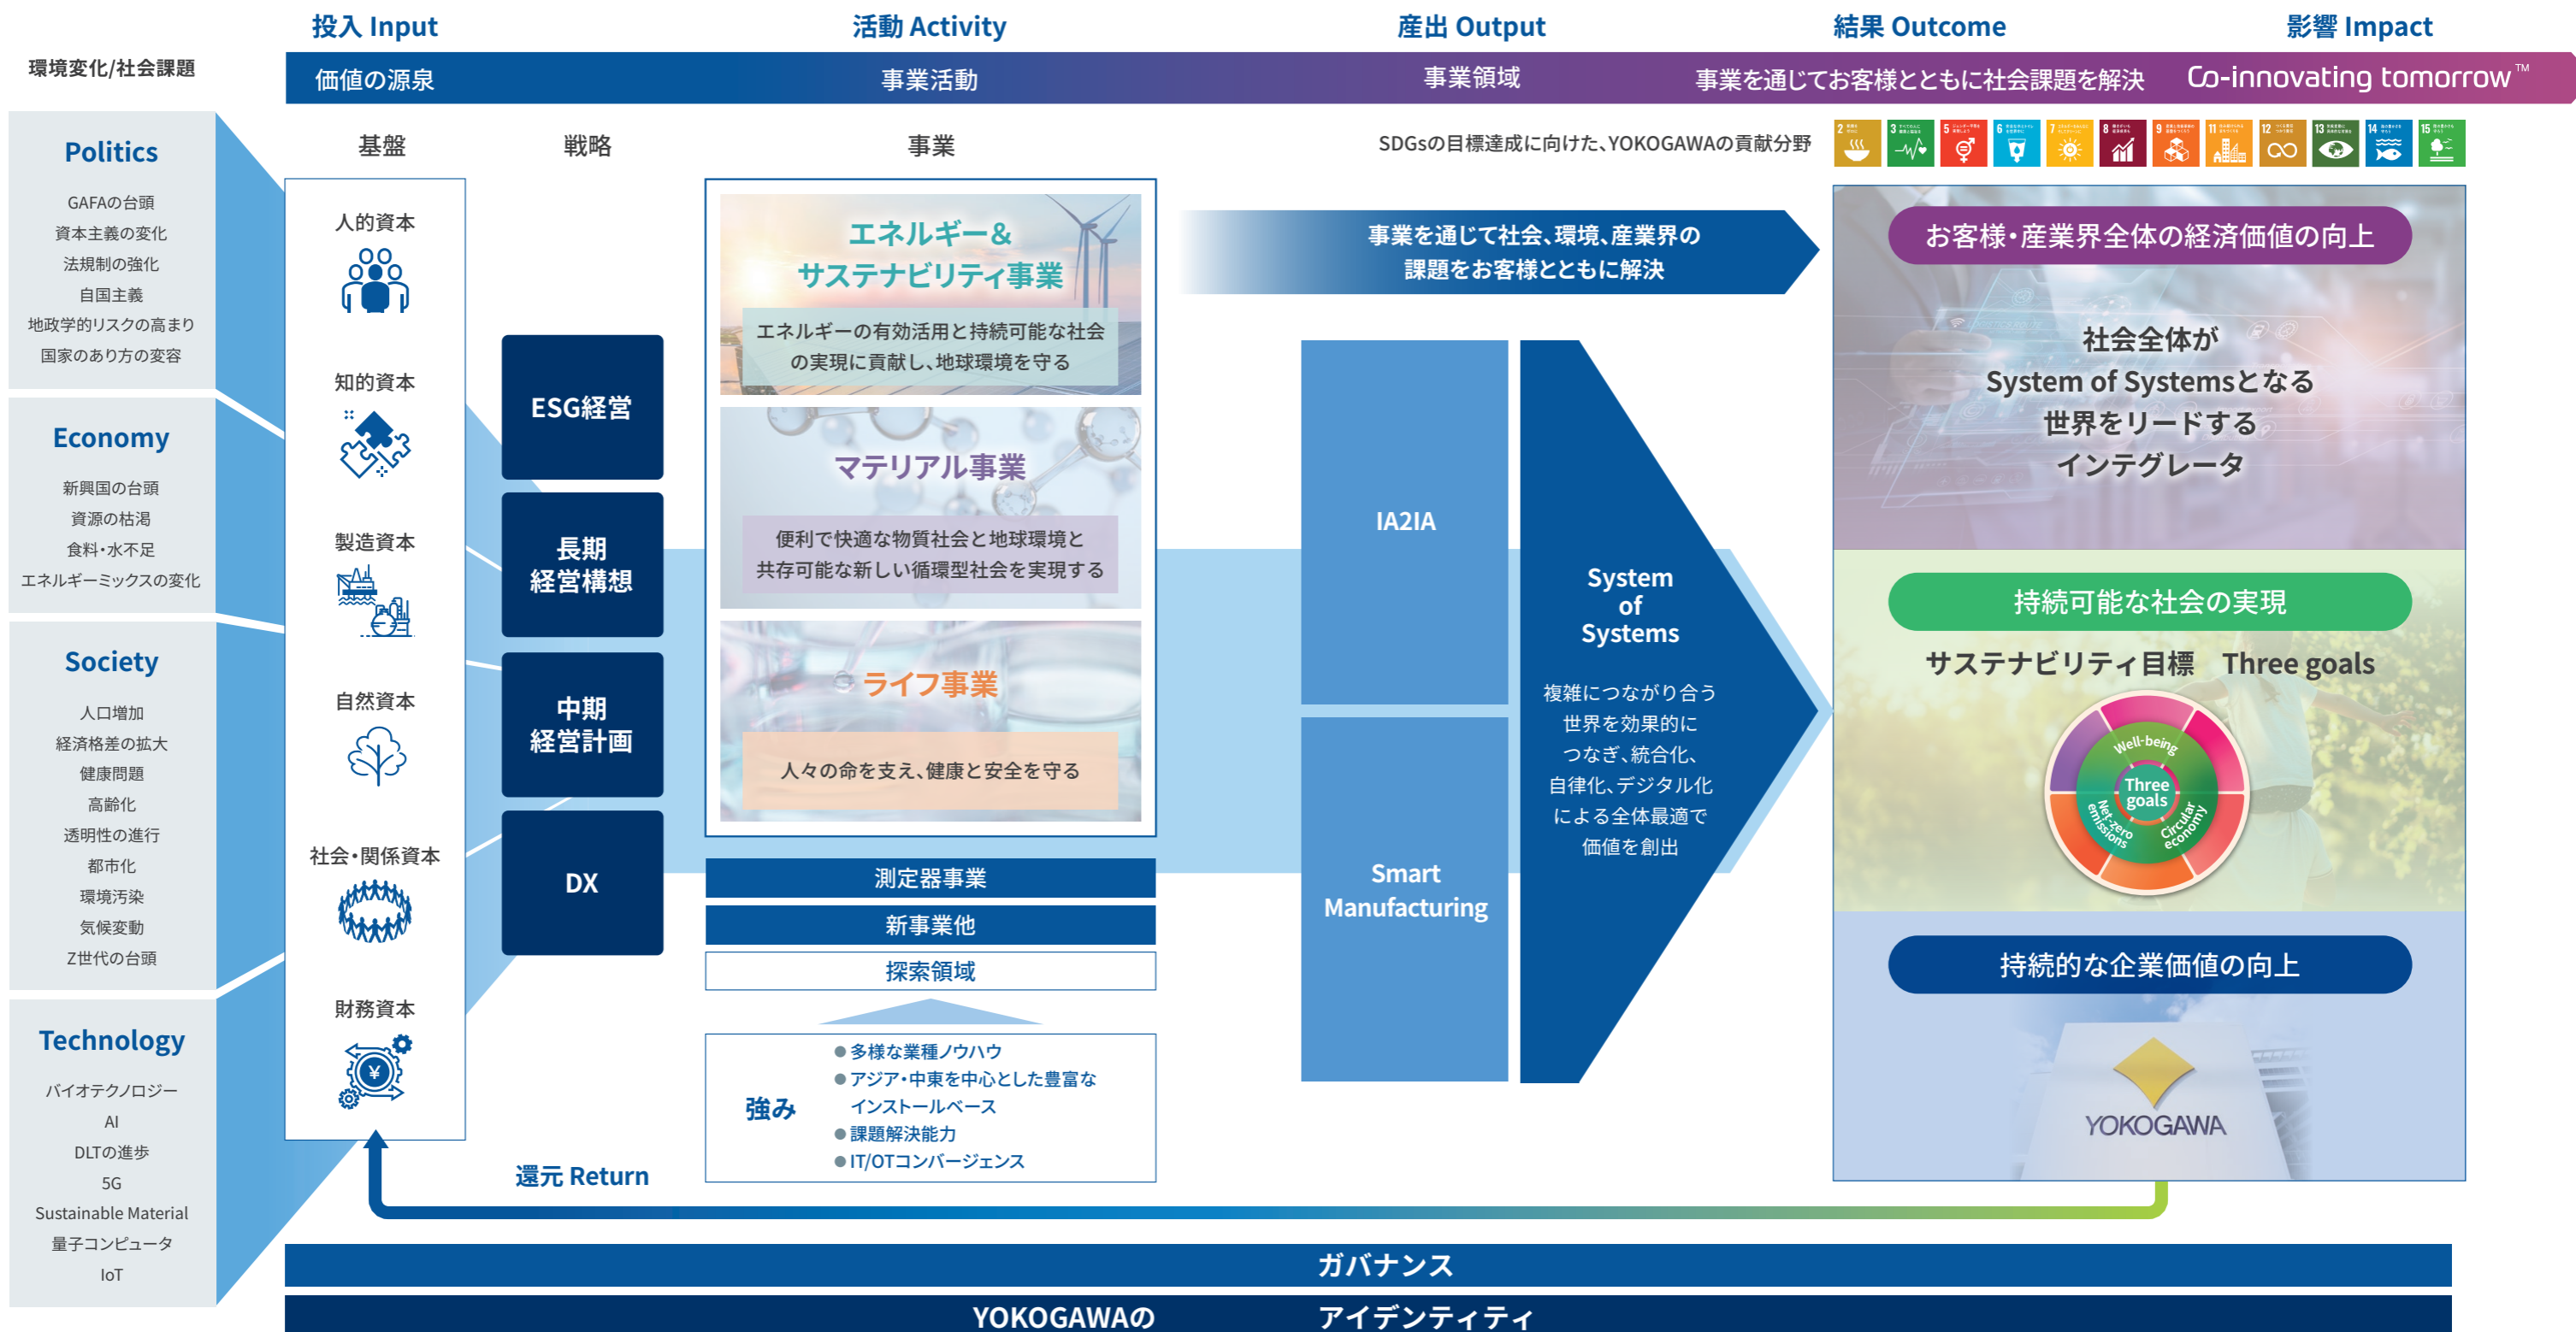 投入 Input
活動 Activity
産出 Output
結果 Outcome
影響 Impact
環境変化/社会課題
価値の源泉
事業活動
事業領域
事業を通じてお客様とともに社会課題を解決
Co-innovating tomorrow™
基盤
戦略
事業
SDGsの目標達成に向けた、YOKOGAWAの貢献分野
2
3
5
6
7
8
9
11
12
13
14
15
Politics
GAFAの台頭
資本主義の変化
法規制の強化
自国主義
地政学的リスクの高まり
国家のあり方の変容
Economy
新興国の台頭
資源の枯渇
食料・水不足
エネルギーミックスの変化
Society
人口増加
経済格差の拡大
健康問題
高齢化
透明性の進行
都市化
環境汚染
気候変動
Z世代の台頭
Technology
バイオテクノロジー
AI
DLTの進歩
5G
Sustainable Material
量子コンピュータ
IoT
人的資本
知的資本
製造資本
自然資本
社会・関係資本
財務資本
¥
ESG経営
長期
経営構想
中期
経営計画
DX
エネルギー&
サステナビリティ事業
エネルギーの有効活用と持続可能な社会
の実現に貢献し、地球環境を守る
マテリアル事業
便利で快適な物質社会と地球環境と
共存可能な新しい循環型社会を実現する
ライフ事業
人々の命を支え、健康と安全を守る
測定器事業
新事業他
探索領域
強み
●多様な業種ノウハウ
●アジア・中東を中心とした豊富な
インストールベース
●課題解決能力
●IT/OTコンバージェンス
事業を通じて社会、環境、産業界の
課題をお客様とともに解決
IA2IA
Smart
Manufacturing
System
of
Systems
複雑につながり合う
世界を効果的に
つなぎ、統合化、
自律化、デジタル化
による全体最適で
価値を創出
お客様・産業界全体の経済価値の向上
社会全体が
System of Systemsとなる
世界をリードする
インテグレータ
持続可能な社会の実現
サステナビリティ目標 Three goals
Well-being
Three
goals
Net-zero
emissions
Circular
economy
持続的な企業価値の向上
YOKOGAWA
還元 Return
ガバナンス
YOKOGAWAの アイデンティティ